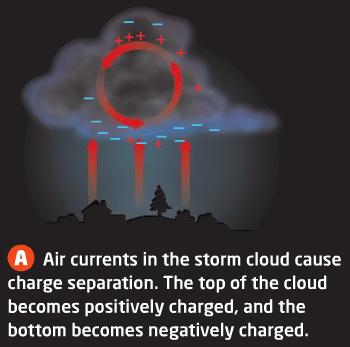 A Air currents in the storm cloud cause
charge separation. The top of the cloud
becomes positively charged, and the
bottom becomes negatively charged.